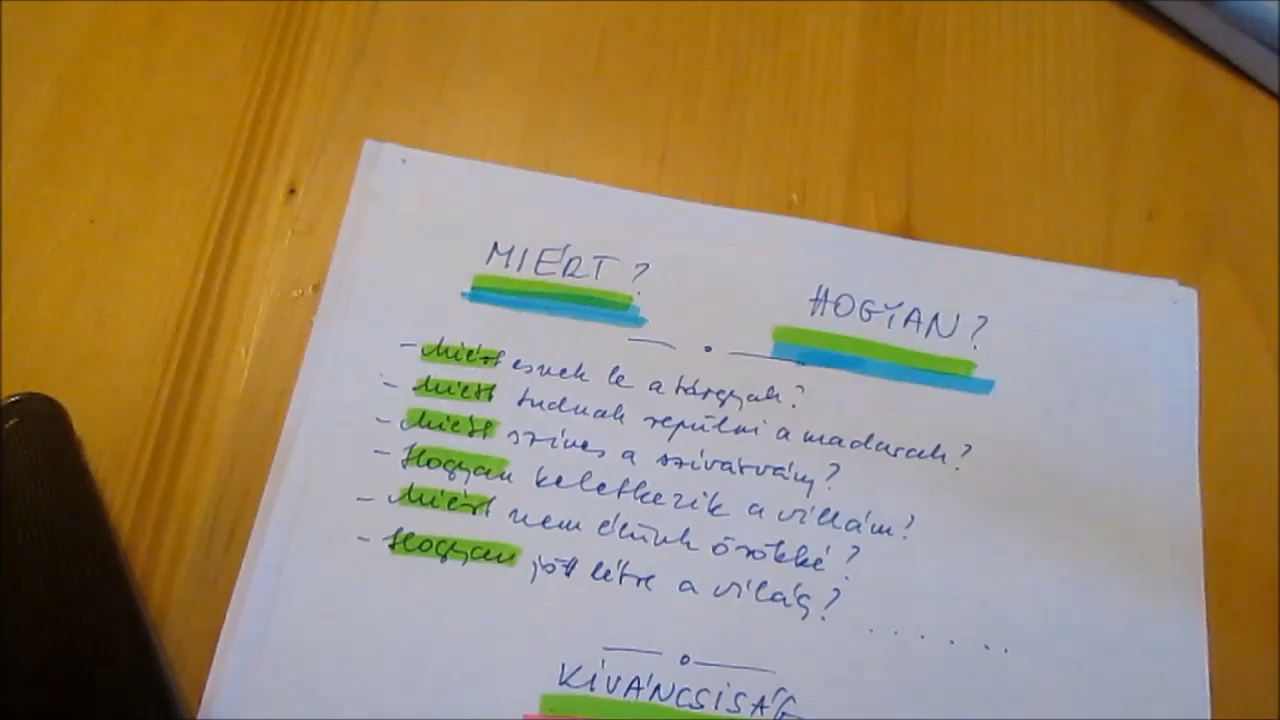 MIÉRT?
HOGYAN?
- Miért esnek le a tárgyak?
- Miért tudnak repülni a madarak?
- Miért színes a szivárvány?
- Hogyan keletkezik a villám?
- Miért nem élünk örökké?
- Hogyan jött létre a világ? .......
KÍVÁNCSISÁG